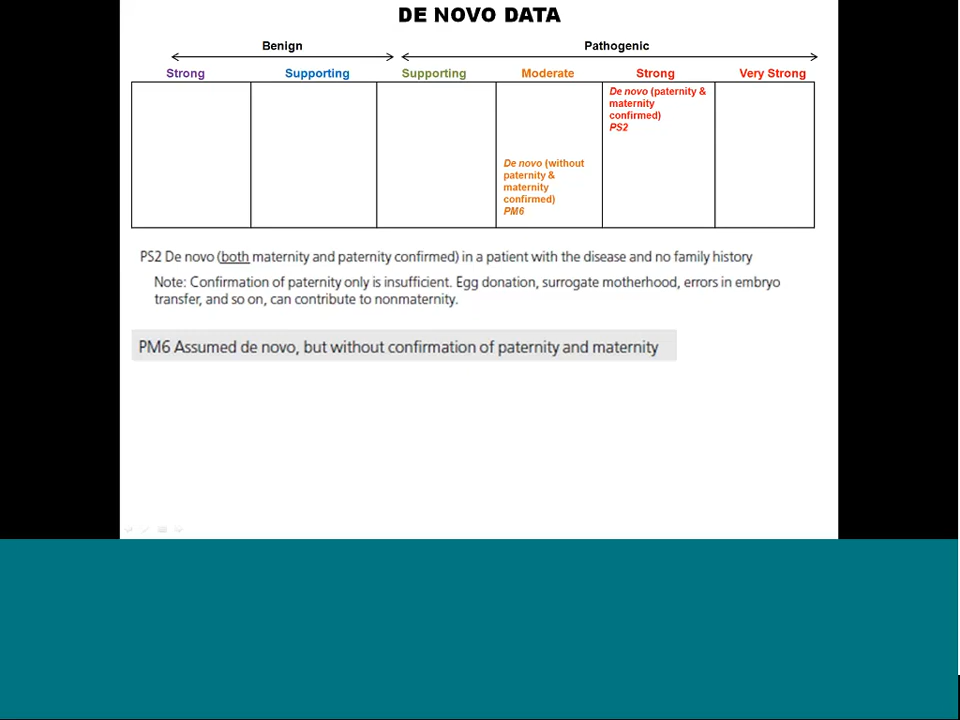 DE NOVO DATA
Benign
Pathogenic
Strong
Supporting
Supporting
Moderate
Strong
Very Strong
De novo (paternity &
maternity
confirmed)
PS2
De novo (without
paternity &
maternity
confirmed)
PM6
PS2 De novo (both maternity and paternity confirmed) in a patient with the disease and no family history
Note: Confirmation of paternity only is insufficient. Egg donation, surrogate motherhood, errors in embryo
transfer, and so on, can contribute to nonmaternity.
PM6 Assumed de novo, but without confirmation of paternity and maternity